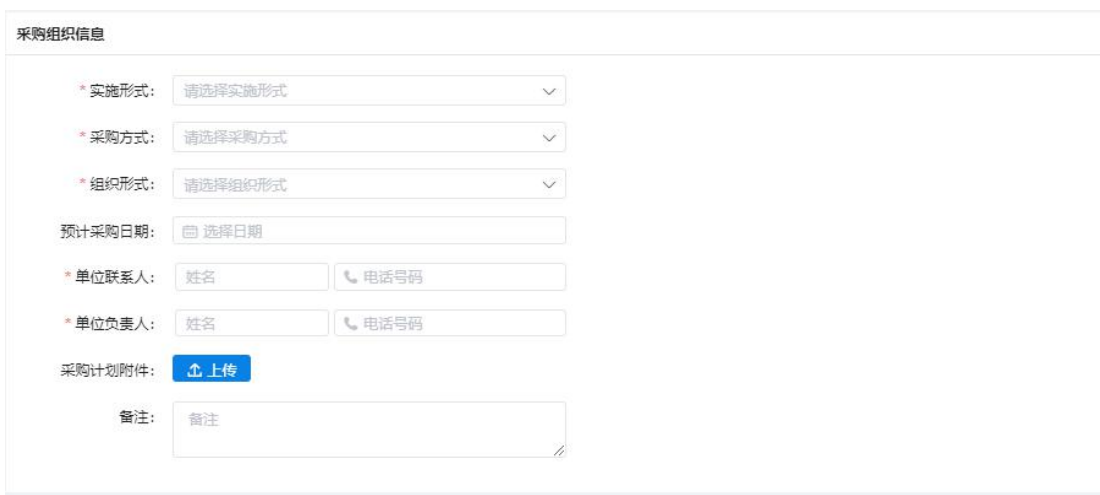 采购组织信息
* 实施形式： 请选择实施形式
* 采购方式： 请选择采购方式
* 组织形式： 请选择组织形式
预计采购日期： 选择日期
* 单位联系人： 姓名 电话号码
* 单位负责人： 姓名 电话号码
采购计划附件： 上传
备注： 备注